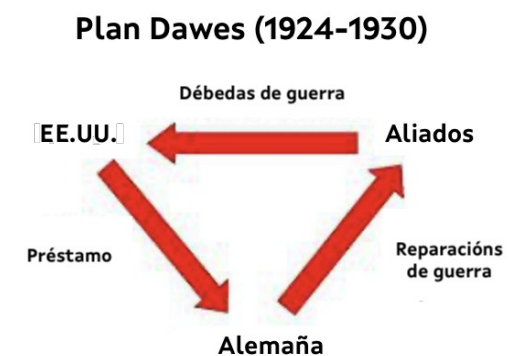 Plan Dawes (1924-1930)
Débedas de guerra
EE.UU.
Aliados
Préstamo
Reparacións
de guerra
Alemaña